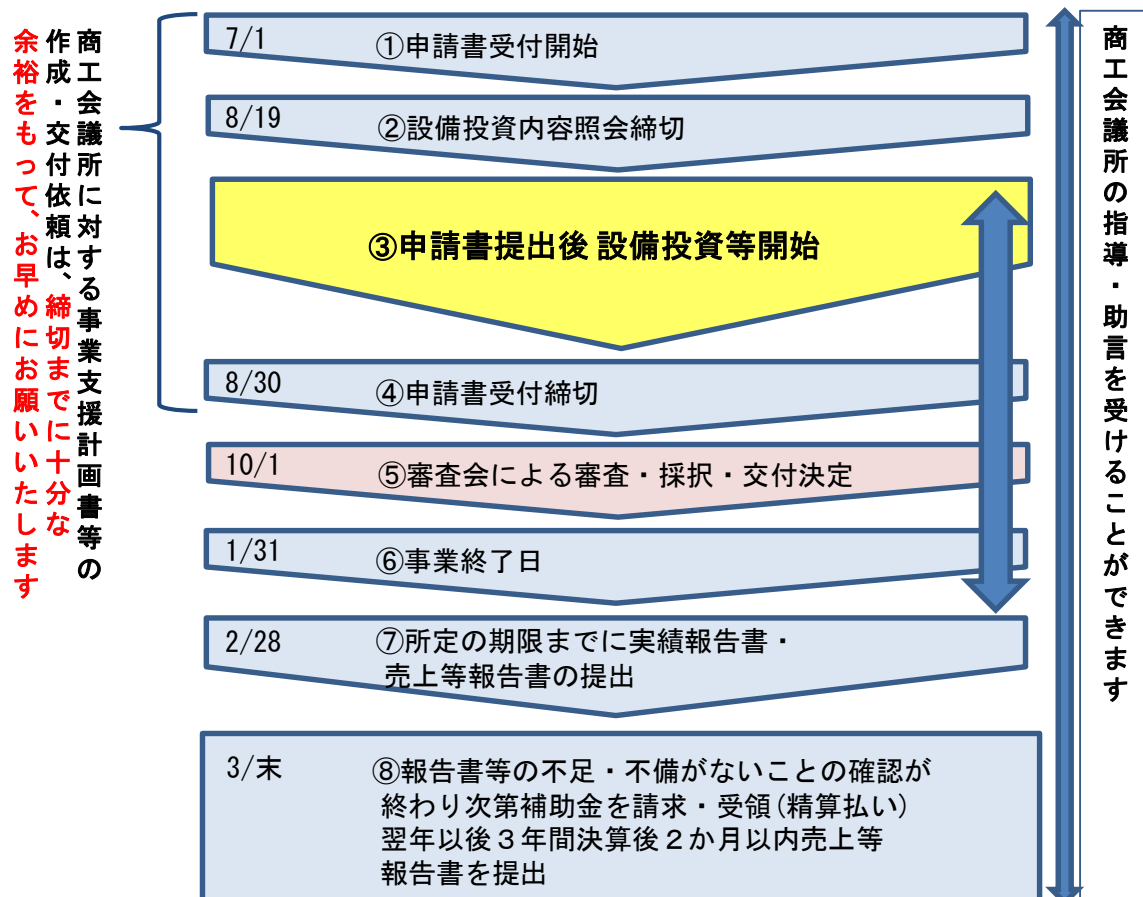 商工会議所に対する事業支援計画書等の
作成・交付依頼は、締切までに十分な
余裕をもって、お早めにお願いいたします
7/1 ①申請書受付開始
8/19 ②設備投資内容照会締切
③申請書提出後 設備投資等開始
8/30 ④申請書受付締切
10/1 ⑤審査会による審査・採択・交付決定
1/31 ⑥事業終了日
2/28 ⑦所定の期限までに実績報告書・
売上等報告書の提出
3/末 ⑧報告書等の不足・不備がないことの確認が
終わり次第補助金を請求・受領(精算払い)
翌年以後３年間決算後２か月以内売上等
報告書を提出
商工会議所の指導・助言を受けることができます